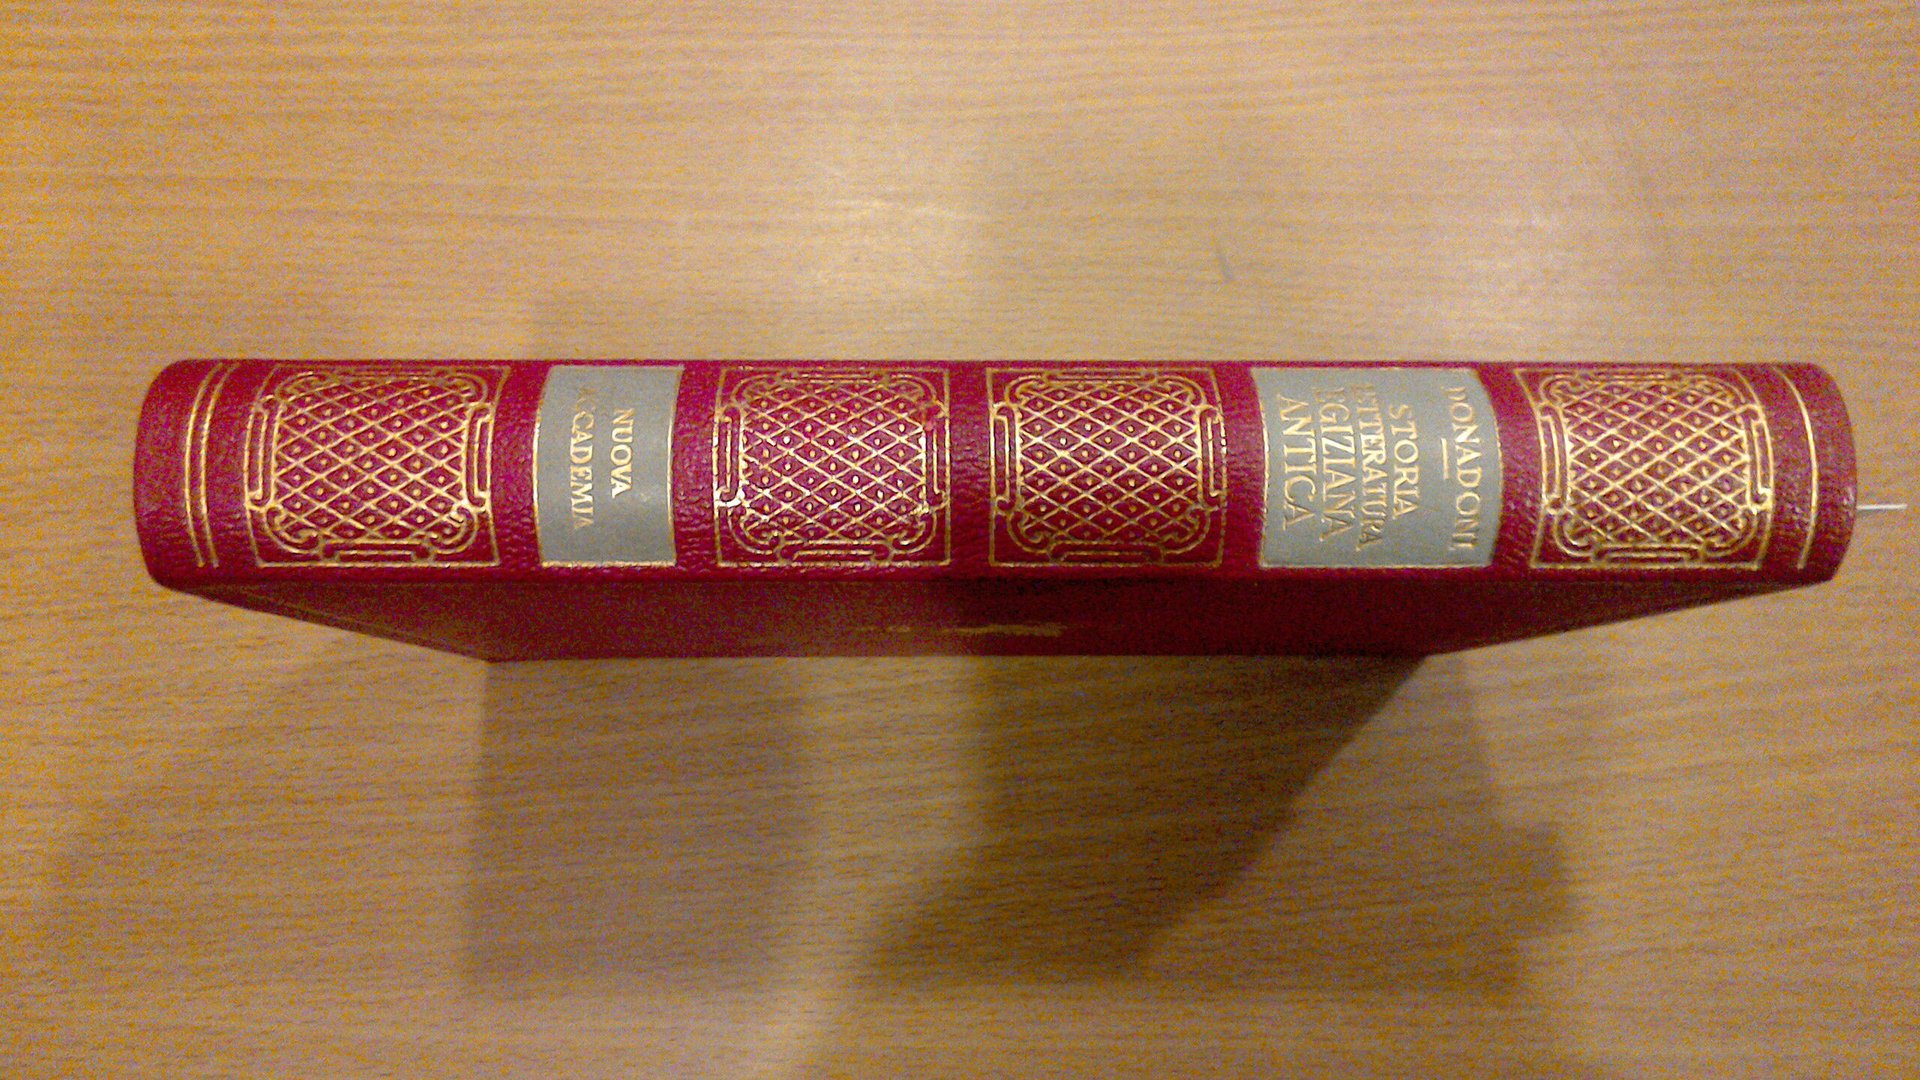 DONADONI
STORIA
LETTERATURA
EGIZIANA
ANTICA
NUOVA
ACCADEMIA